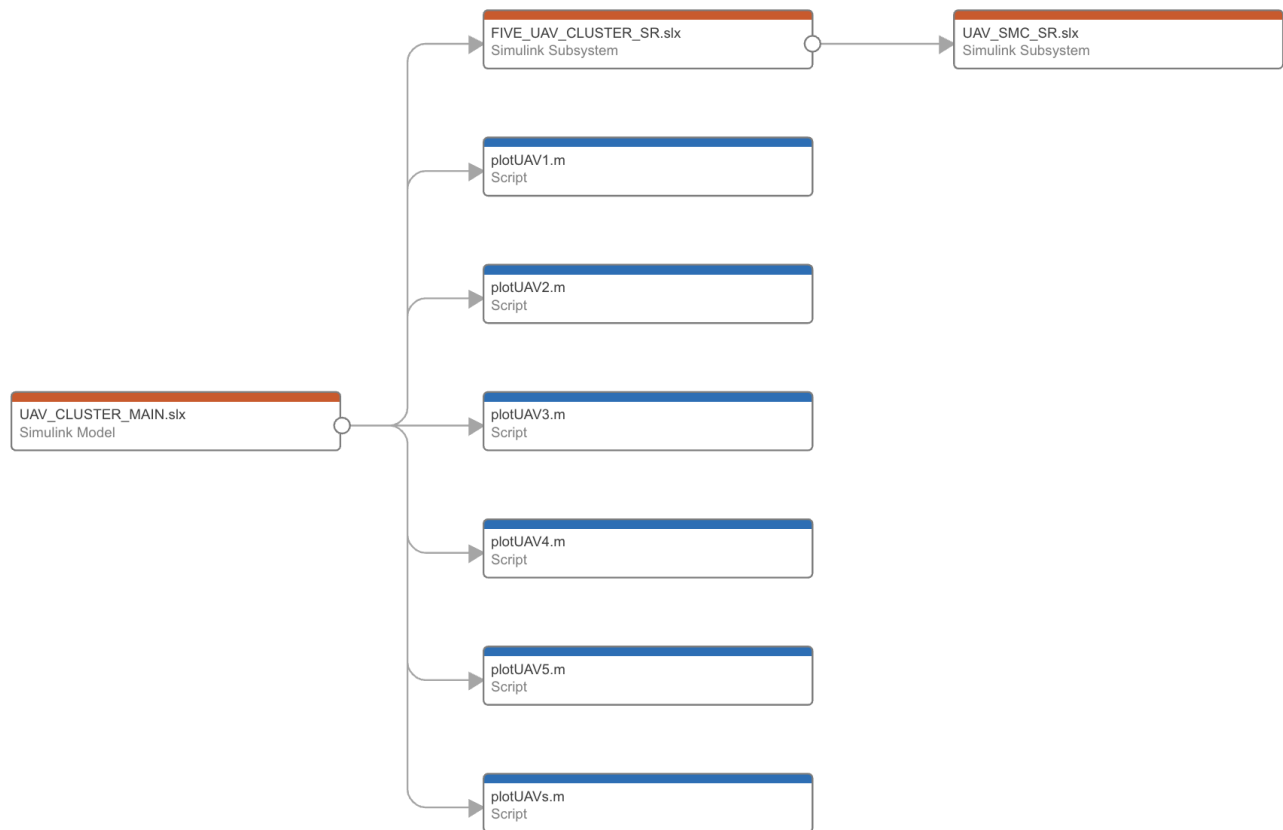 FIVE_UAV_CLUSTER_SR.slx
Simulink Subsystem
UAV_SMC_SR.slx
Simulink Subsystem
plotUAV1.m
Script
plotUAV2.m
Script
UAV_CLUSTER_MAIN.slx
Simulink Model
plotUAV3.m
Script
plotUAV4.m
Script
plotUAV5.m
Script
plotUAVs.m
Script